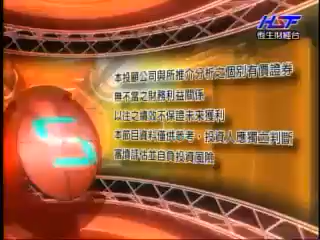 HSF
恆生財經台
本投顧公司與所推介分析之個別有價證券
無不當之財務利益關係
以往之績效不保證未來獲利
本節目資料僅供參考,投資人應獨立判斷
審慎評估並自負投資風險